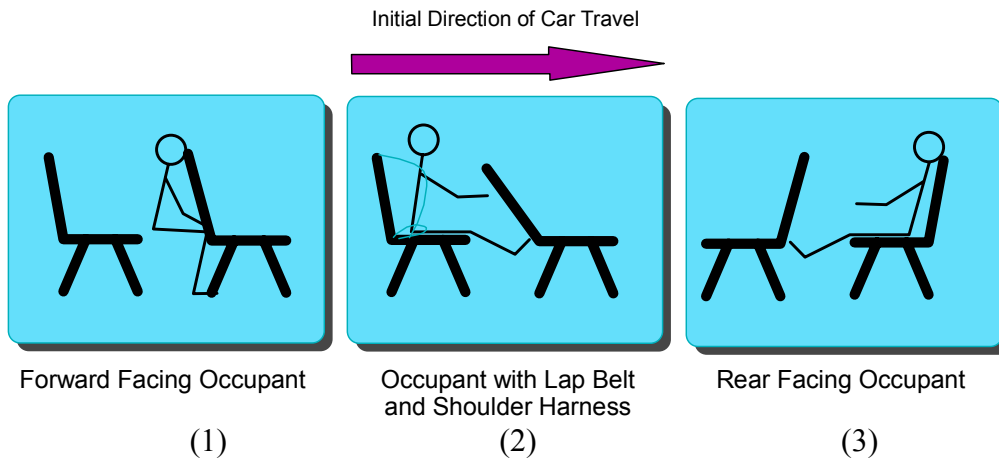 Initial Direction of Car Travel
Forward Facing Occupant
Occupant with Lap Belt
and Shoulder Harness
Rear Facing Occupant
(1)
(2)
(3)